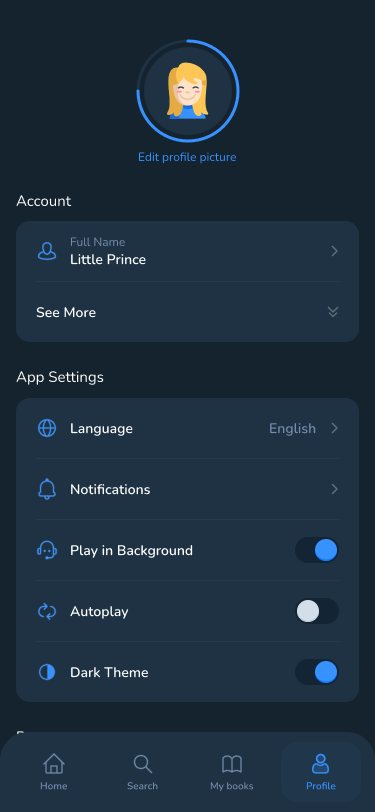 Edit profile picture
Account
Full Name
Little Prince
See More
App Settings
Language English
Notifications
Play in Background
Autoplay
Dark Theme
Home Search My books Profile